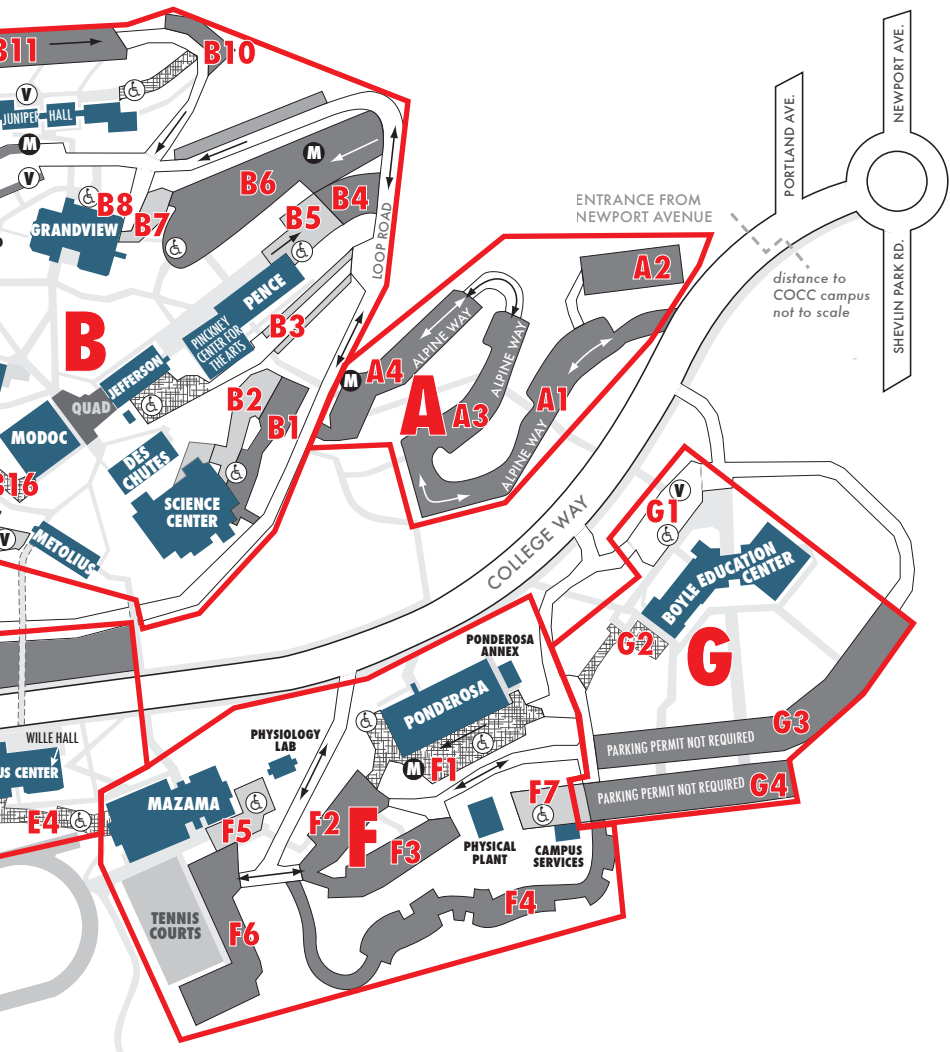 B11
B10
V
JUNIPER HALL
M
V
B8
GRANDVIEW
B7
B6
M
B4
B5
LOOP ROAD
PENCE
PINCKNEY
CENTER FOR
THE ARTS
B3
B
JEFFERSON
QUAD
MODOC
B2
B1
DES
CHUTES
SCIENCE
CENTER
16
V
METOLIUS
NEWPORT AVE.
PORTLAND AVE.
SHEVLIN PARK RD.
ENTRANCE FROM
NEWPORT AVENUE
distance to
COCC campus
not to scale
A2
ALPINE WAY
ALPINE WAY
M
A4
A
A3
A1
ALPINE WAY
COLLEGE WAY
V
G1
BOYLE EDUCATION
CENTER
G2
G
G3
PARKING PERMIT NOT REQUIRED
PARKING PERMIT NOT REQUIRED
G4
PONDEROSA
ANNEX
PONDEROSA
PHYSIOLOGY
LAB
M
F1
WILLE HALL
US CENTER
E4
MAZAMA
F5
F2
F
F3
F7
PHYSICAL
PLANT
CAMPUS
SERVICES
F4
TENNIS
COURTS
F6